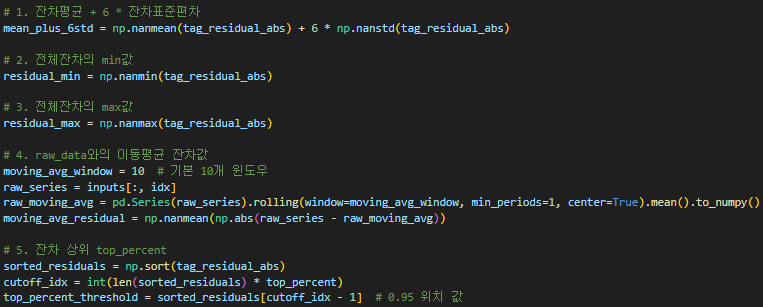 # 1. 잔차평균 + 6 * 잔차표준편차
mean_plus_6std = np.nanmean(tag_residual_abs) + 6 * np.nanstd(tag_residual_abs)
# 2. 전체잔차의 min값
residual_min = np.nanmin(tag_residual_abs)
# 3. 전체잔차의 max값
residual_max = np.nanmax(tag_residual_abs)
# 4. raw_data와의 이동평균 잔차값
moving_avg_window = 10  # 기본 10개 윈도우
raw_series = inputs[:, idx]
raw_moving_avg = pd.Series(raw_series).rolling(window=moving_avg_window, min_periods=1, center=True).mean().to_numpy()
moving_avg_residual = np.nanmean(np.abs(raw_series - raw_moving_avg))
# 5. 잔차 상위 top_percent
sorted_residuals = np.sort(tag_residual_abs)
cutoff_idx = int(len(sorted_residuals) * top_percent)
top_percent_threshold = sorted_residuals[cutoff_idx - 1]  # 0.95 위치 값